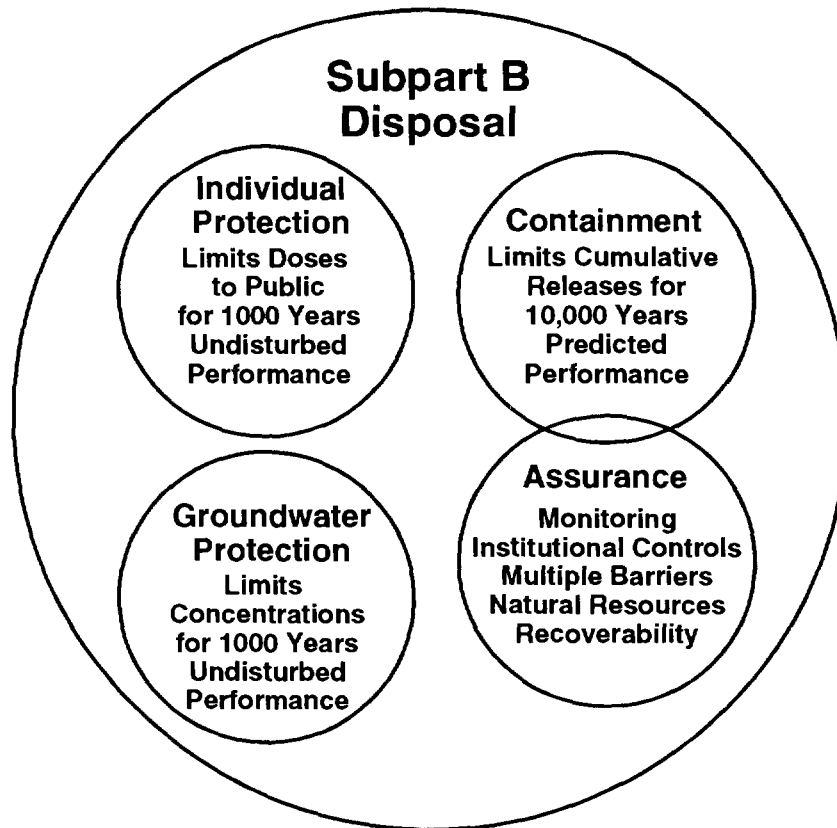 Subpart B
Disposal
Individual
Protection
Limits Doses
to Public
for 1000 Years
Undisturbed
Performance
Containment
Limits Cumulative
Releases for
10,000 Years
Predicted
Performance
Groundwater
Protection
Limits
Concentrations
for 1000 Years
Undisturbed
Performance
Assurance
Monitoring
Institutional Controls
Multiple Barriers
Natural Resources
Recoverability